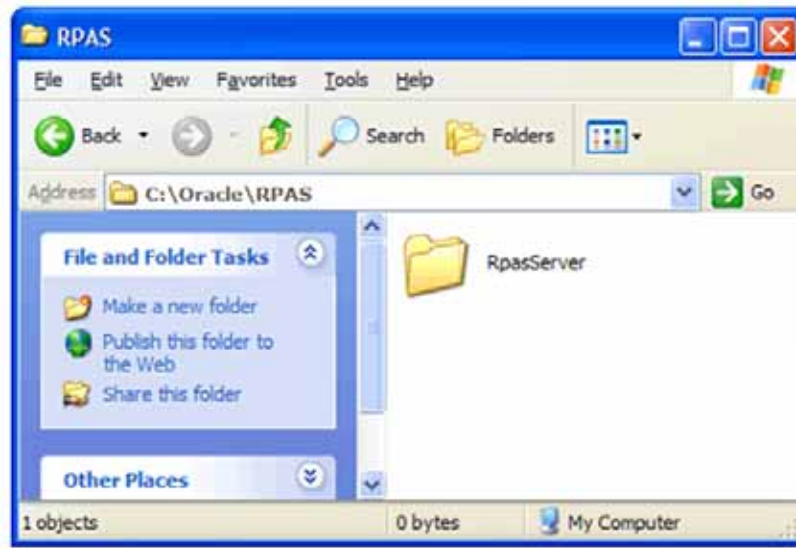 RPAS
File Edit View Favorites Tools Help
Back Search Folders
Address C:\Oracle\RPAS Go
File and Folder Tasks
Make a new folder
Publish this folder to
the Web
Share this folder
Other Places
RpasServer
1 objects 0 bytes My Computer